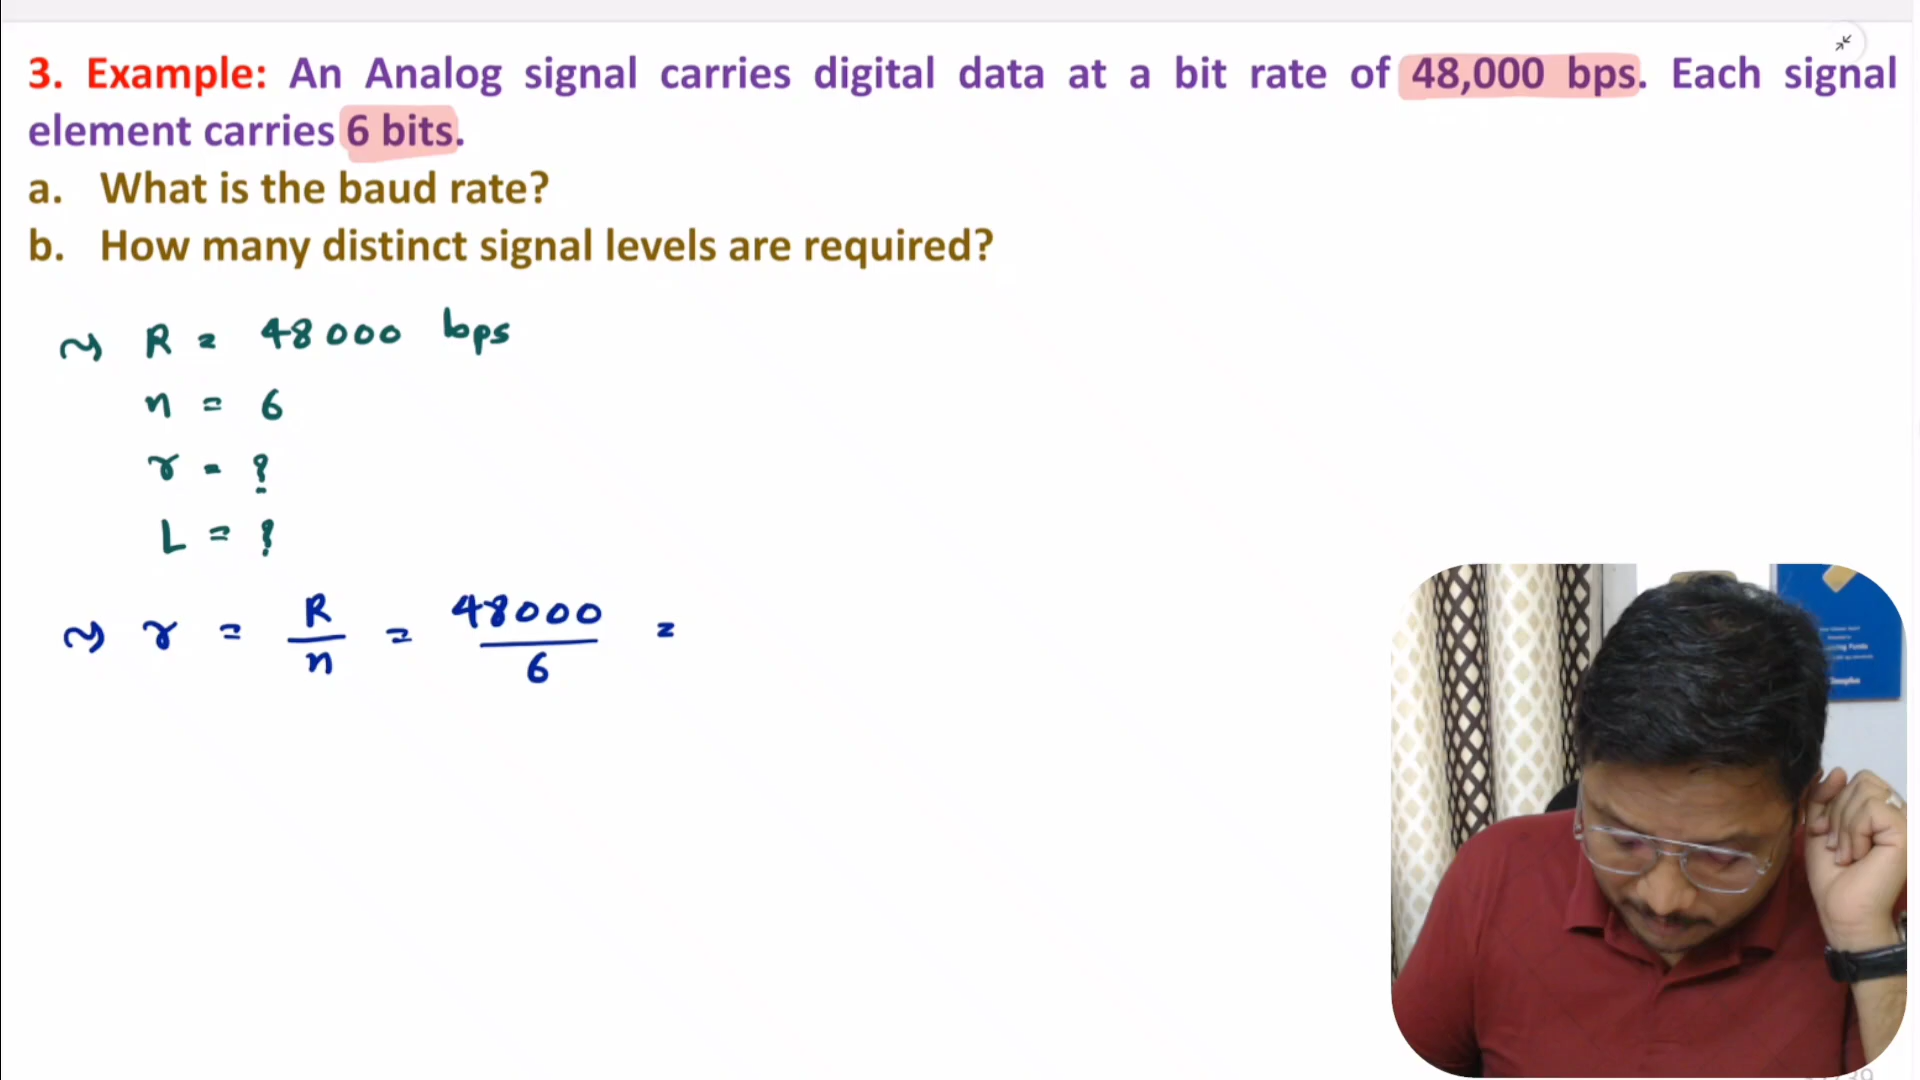 3. Example: An Analog signal carries digital data at a bit rate of 48,000 bps. Each signal
element carries 6 bits.
a. What is the baud rate?
b. How many distinct signal levels are required?
⤳ R = 48000 bps
n = 6
r = ?
L = ?
⤳ r = R/n = 48000/6 =